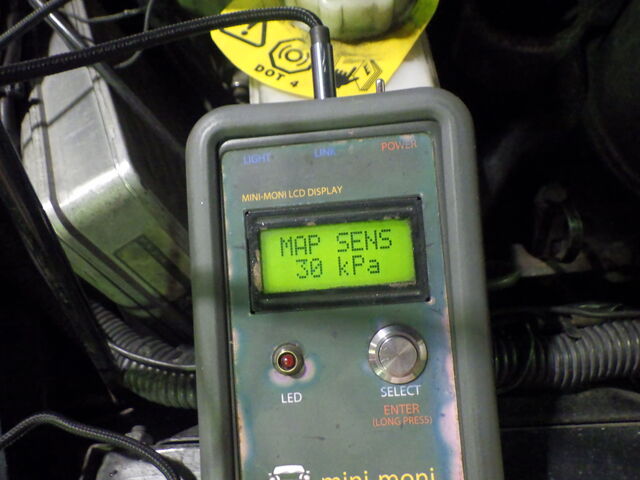 DOT 4
LIGHT LINK POWER
MINI-MONI LCD DISPLAY
MAP SENS
30 kPa
LED
SELECT
ENTER
(LONG PRESS)
mini moni